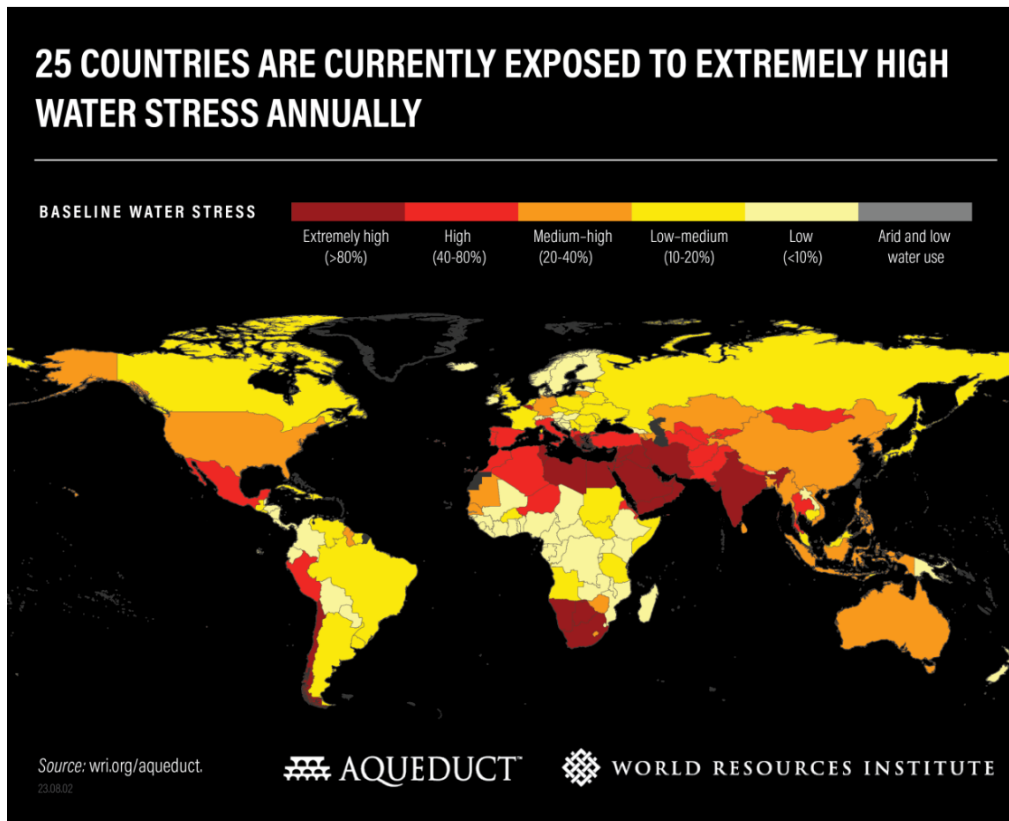 25 COUNTRIES ARE CURRENTLY EXPOSED TO EXTREMELY HIGH
WATER STRESS ANNUALLY
BASELINE WATER STRESS
Extremely high
(>80%)
High
(40-80%)
Medium–high
(20-40%)
Low–medium
(10-20%)
Low
(<10%)
Arid and low
water use
Source: wri.org/aqueduct.
23.08.02
AQUEDUCT™
WORLD RESOURCES INSTITUTE